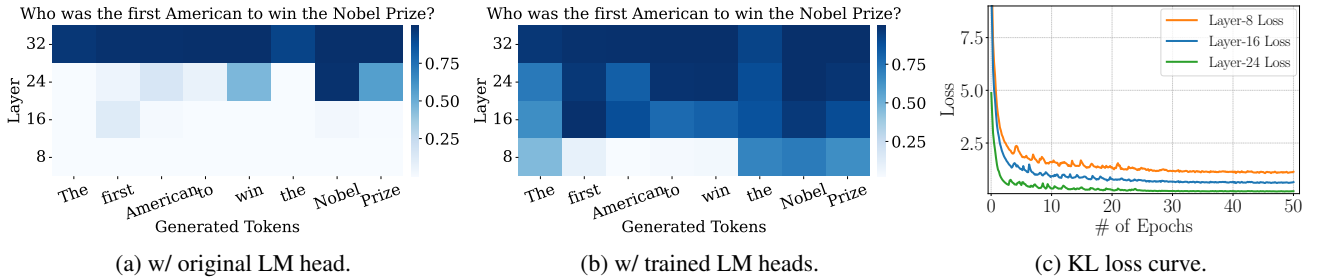 Who was the first American to win the Nobel Prize?
Layer
32
24
16
8
0.75
0.50
0.25
The first American to win the Nobel Prize
Generated Tokens
(a) w/ original LM head.
Who was the first American to win the Nobel Prize?
Layer
32
24
16
8
0.75
0.50
0.25
The first American to win the Nobel Prize
Generated Tokens
(b) w/ trained LM heads.
Loss
7.5
5.0
2.5
Layer-8 Loss
Layer-16 Loss
Layer-24 Loss
0 10 20 30 40 50
# of Epochs
(c) KL loss curve.